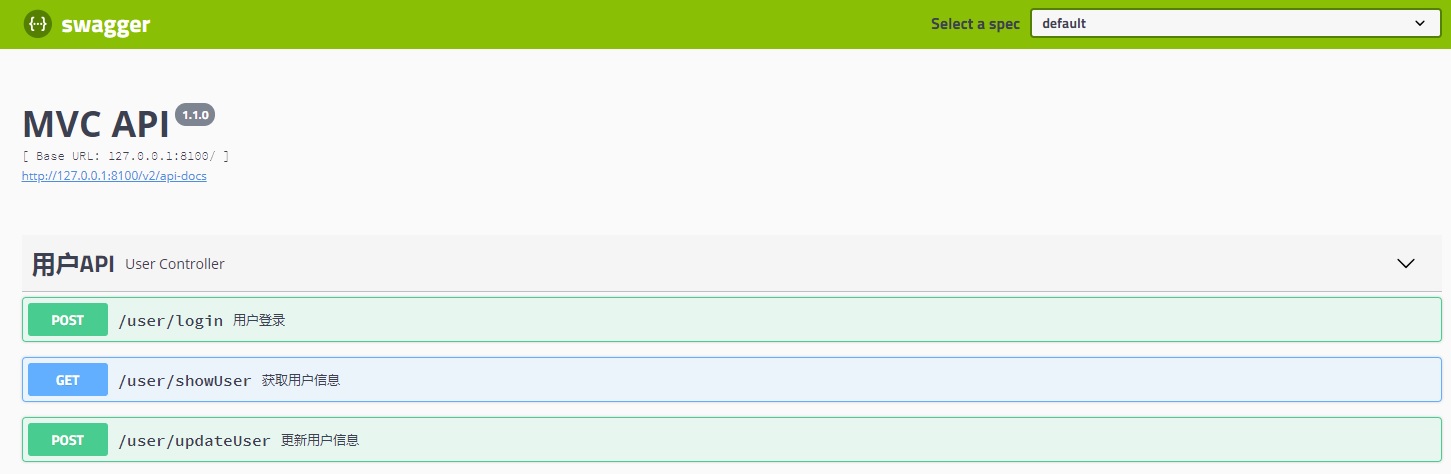 {···} swagger Select a spec default
MVC API 1.1.0
[ Base URL: 127.0.0.1:8100/ ]
http://127.0.0.1:8100/v2/api-docs
用户API User Controller
POST /user/login 用户登录
GET /user/showUser 获取用户信息
POST /user/updateUser 更新用户信息